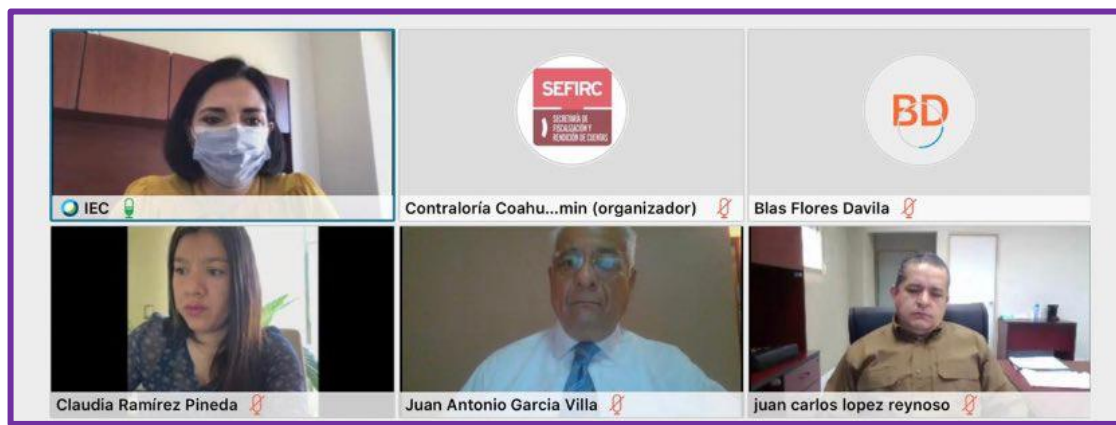 SEFIRC
SECRETARÍA DE
FISCALIZACIÓN Y
RENDICIÓN DE CUENTAS
BD
IEC
Contraloría Coahu...min (organizador)
Blas Flores Davila
Claudia Ramírez Pineda
Juan Antonio Garcia Villa
juan carlos lopez reynoso